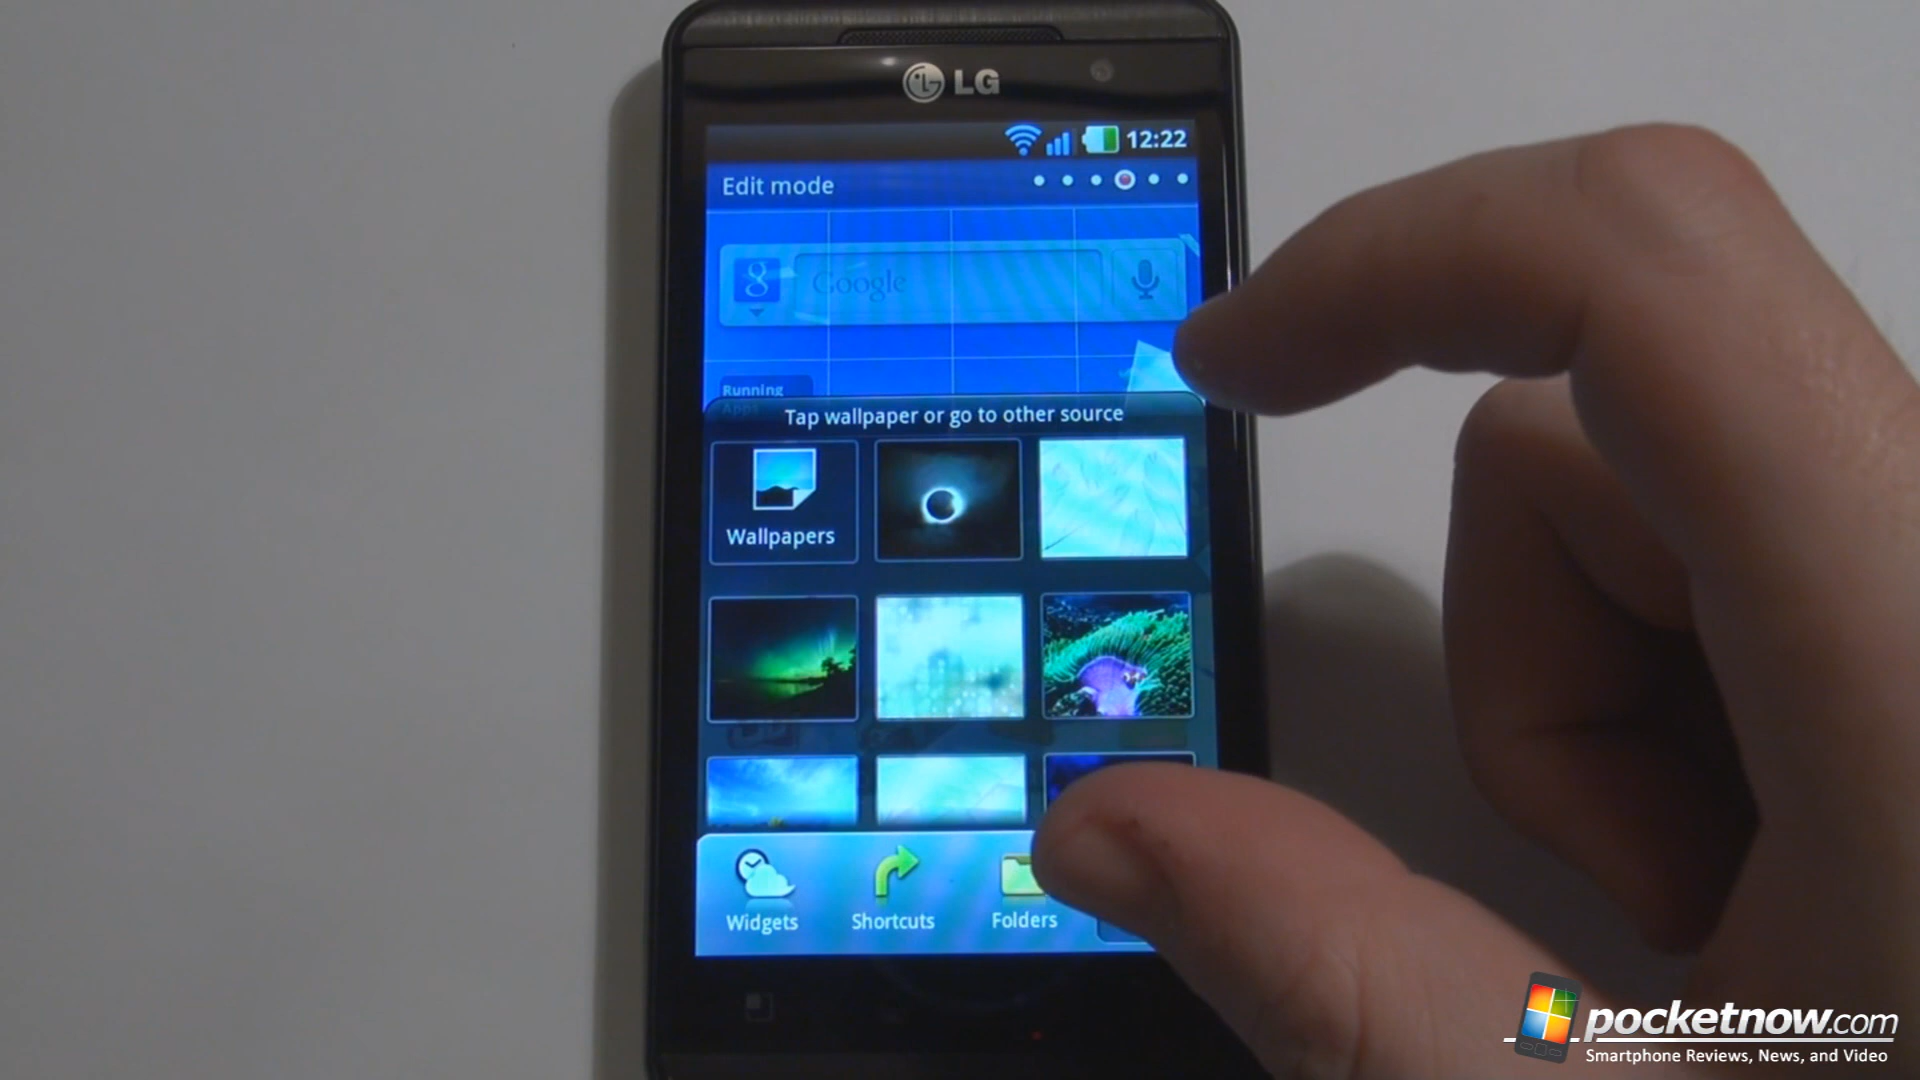 LG
12:22
Edit mode
Google
Running
Apps
Tap wallpaper or go to other source
Wallpapers
Widgets
Shortcuts
Folders
pocketnow.com
Smartphone Reviews, News, and Video